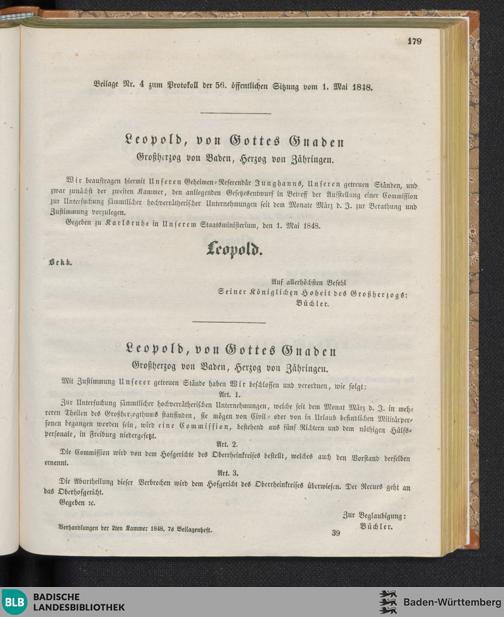 179
Beilage Nr. 4 zum Protokoll der 56. öffentlichen Sitzung vom 1. Mai 1848.
Leopold, von Gottes Gnaden
Großherzog von Baden, Herzog von Zähringen.
Wir beauftragen hiermit Unseren Geheimen-Referendär Junghanns, Unseren getreuen Ständen, und
zwar zunächst der zweiten Kammer, den anliegenden Gesetzesentwurf in Betreff der Aufstellung einer Commission
zur Untersuchung sämmtlicher hochverrätherischer Unternehmungen seit dem Monate März d. J. zur Berathung und
Zustimmung vorzulegen.
Gegeben zu Karlsruhe in Unserem Staatsministerium, den 1. Mai 1848.
Leopold.
Bekk.
Auf allerhöchsten Befehl
Seiner Königlichen Hoheit des Großherzogs:
Büchler.
Leopold, von Gottes Gnaden
Großherzog von Baden, Herzog von Zähringen.
Mit Zustimmung Unserer getreuen Stände haben Wir beschlossen und verordnen, wie folgt:
Art. 1.
Zur Untersuchung sämmtlicher hochverrätherischen Unternehmungen, welche seit dem Monat März d. J. in meh-
reren Theilen des Großherzogthums stattfinden, sie mögen von Civil- oder von in Urlaub befindlichen Militärper-
sonen begangen worden sein, wird eine Commission, bestehend aus fünf Richtern und dem nöthigen Hülfs-
personale, in Freiburg niedergesetzt.
Art. 2.
Die Commission wird von dem Hofgerichte des Oberrheinkreises bestellt, welches auch den Vorstand derselben
ernennt.
Art. 3.
Die Aburtheilung dieser Verbrechen wird dem Hofgericht des Oberrheinkreises überwiesen. Der Recurs geht an
das Oberhofgericht.
Gegeben ꝛc.
Zur Beglaubigung:
Büchler.
Verhandlungen der 2ten Kammer 1848. 7s Beilagenheft.
39
BLB
BADISCHE
LANDESBIBLIOTHEK
Baden-Württemberg